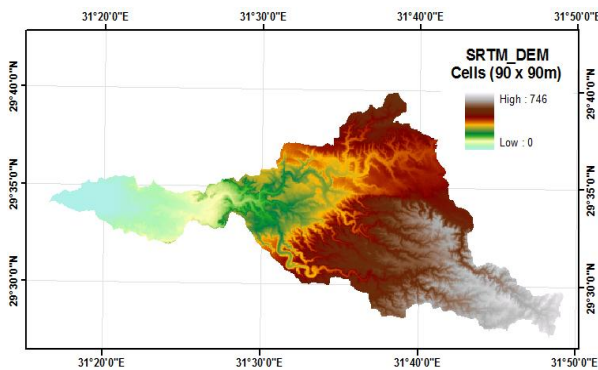 31°20'0"E 31°30'0"E 31°40'0"E 31°50'0"E
SRTM_DEM
Cells (90 x 90m)
High : 746
Low : 0
29°40'0"N 29°40'0"N
29°35'0"N 29°35'0"N
29°30'0"N 29°30'0"N
31°20'0"E 31°30'0"E 31°40'0"E 31°50'0"E